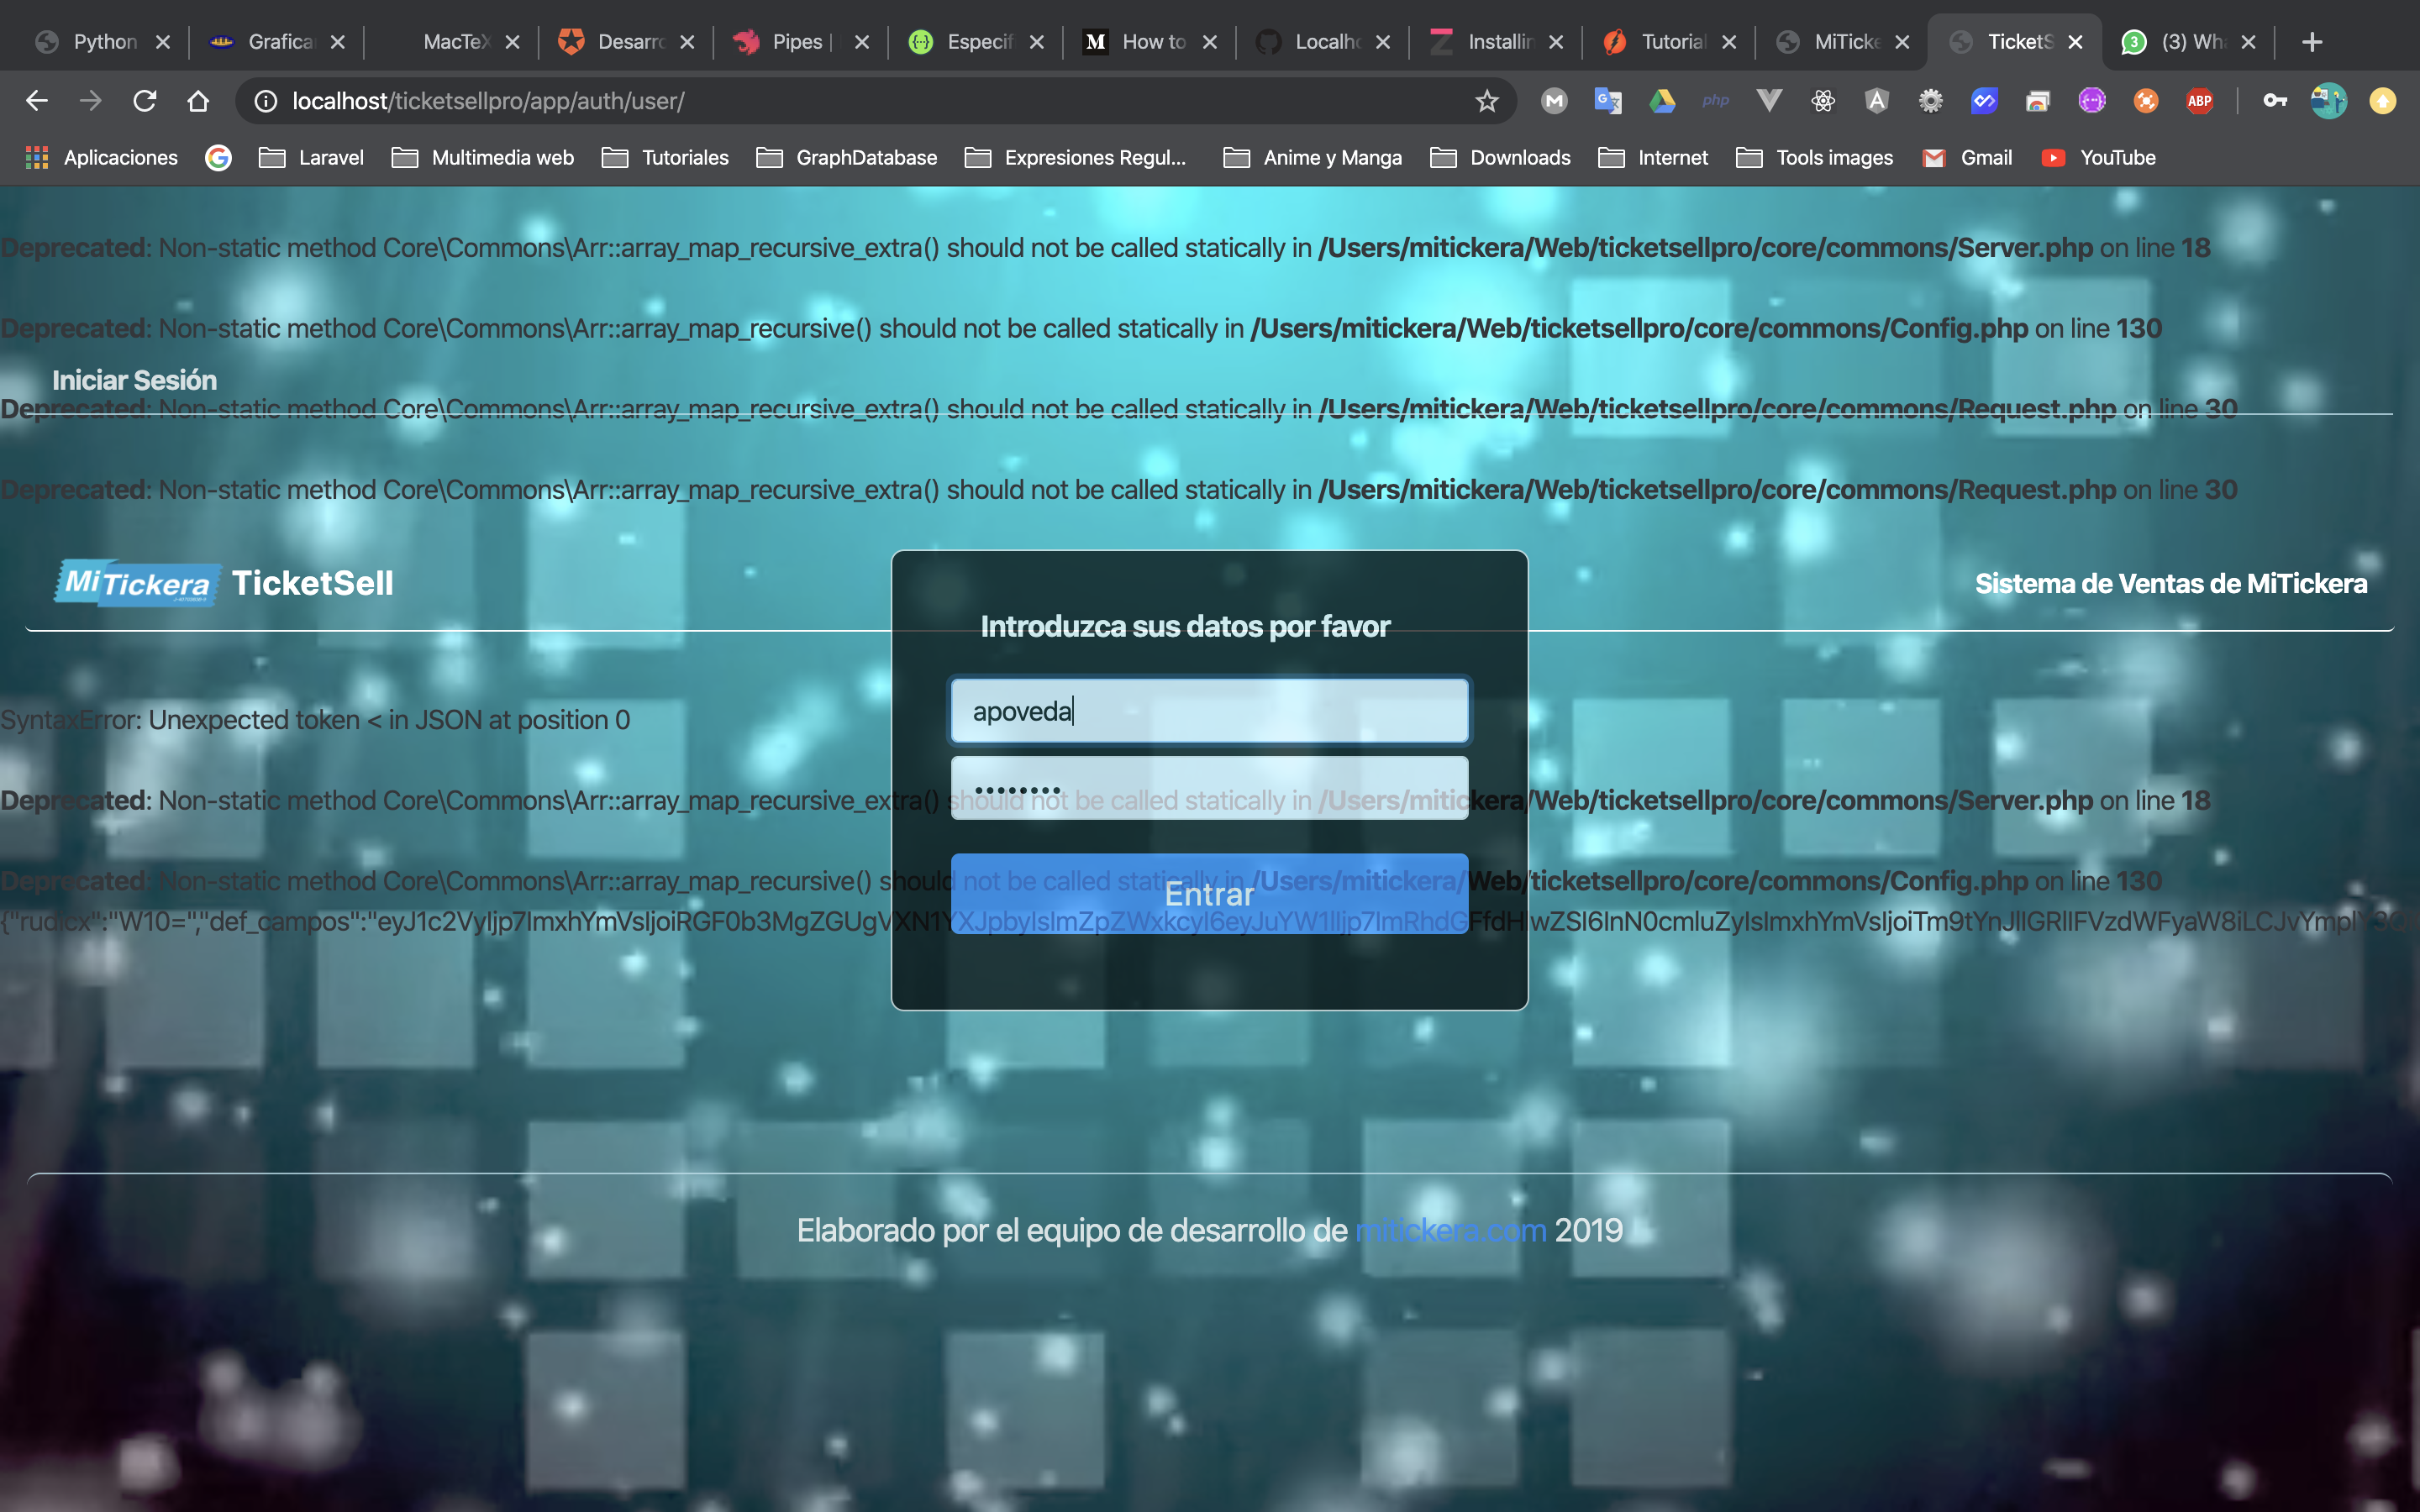 Python
Grafica
MacTeX
Desarro
Pipes |
Especif
How to
Localho
Installin
Tutorial
MiTicke
TicketS
(3) Wha
localhost/ticketsellpro/app/auth/user/
Aplicaciones
Laravel
Multimedia web
Tutoriales
GraphDatabase
Expresiones Regul...
Anime y Manga
Downloads
Internet
Tools images
Gmail
YouTube
Deprecated: Non-static method Core\Commons\Arr::array_map_recursive_extra() should not be called statically in /Users/mitickera/Web/ticketsellpro/core/commons/Server.php on line 18
Deprecated: Non-static method Core\Commons\Arr::array_map_recursive() should not be called statically in /Users/mitickera/Web/ticketsellpro/core/commons/Config.php on line 130
Iniciar Sesión
Deprecated: Non-static method Core\Commons\Arr::array_map_recursive_extra() should not be called statically in /Users/mitickera/Web/ticketsellpro/core/commons/Request.php on line 30
Deprecated: Non-static method Core\Commons\Arr::array_map_recursive_extra() should not be called statically in /Users/mitickera/Web/ticketsellpro/core/commons/Request.php on line 30
MiTickera TicketSell
Sistema de Ventas de MiTickera
Introduzca sus datos por favor
apoveda
SyntaxError: Unexpected token < in JSON at position 0
••••••••
Deprecated: Non-static method Core\Commons\Arr::array_map_recursive_extra() should not be called statically in /Users/mitickera/Web/ticketsellpro/core/commons/Server.php on line 18
Deprecated: Non-static method Core\Commons\Arr::array_map_recursive() should not be called statically in /Users/mitickera/Web/ticketsellpro/core/commons/Config.php on line 130
Entrar
{"rudicx":"W10=","def_campos":
Elaborado por el equipo de desarrollo de mitickera.com 2019